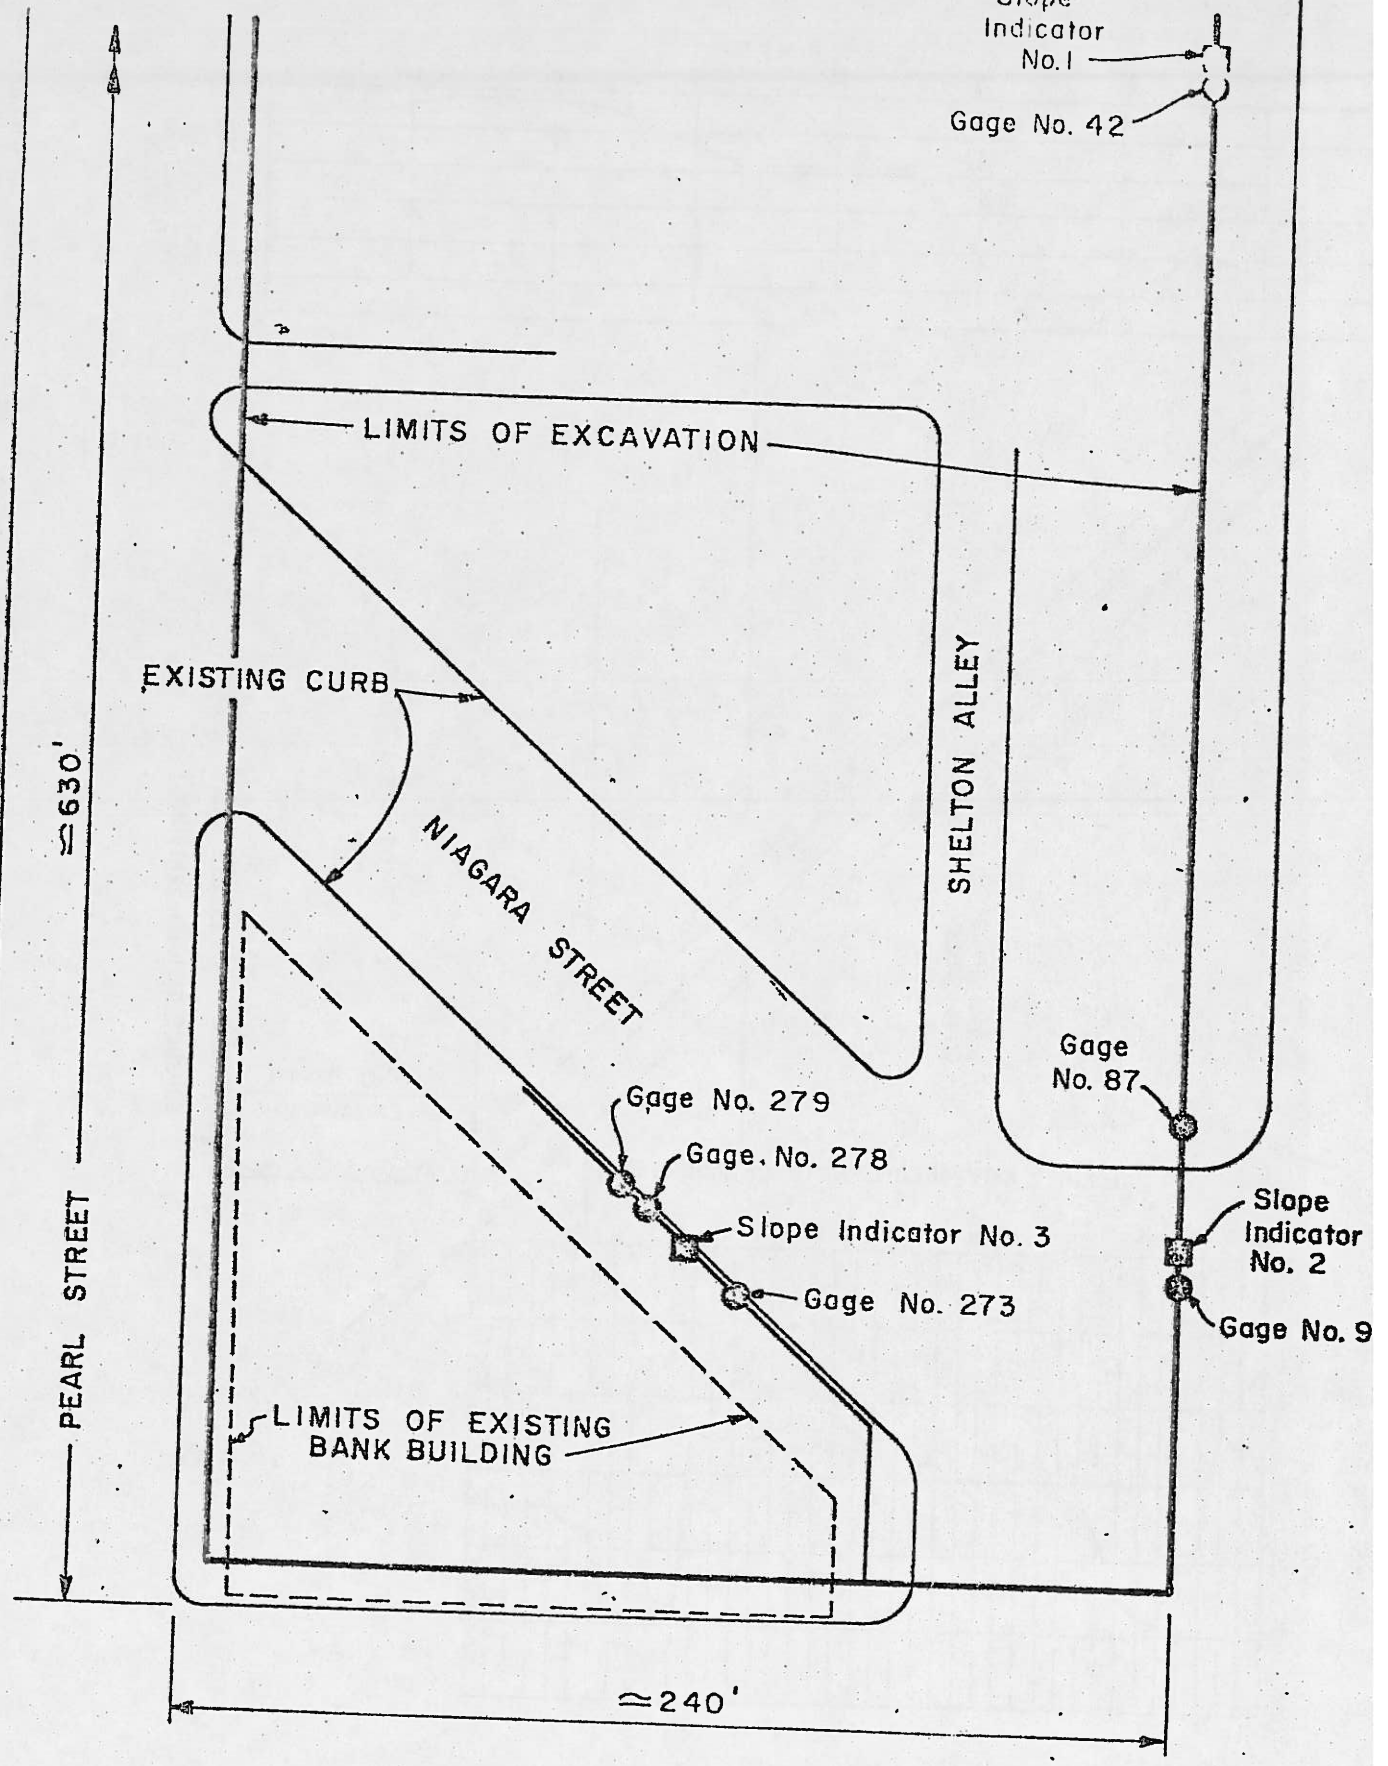 Slope
Indicator
No. 1
Gage No. 42
LIMITS OF EXCAVATION
EXISTING CURB
≃630'
SHELTON ALLEY
NIAGARA STREET
Gage
No. 87
Gage No. 279
Gage. No. 278
Slope Indicator No. 3
Slope
Indicator
No. 2
Gage No. 273
Gage No. 9
PEARL STREET
LIMITS OF EXISTING
BANK BUILDING
≃240'